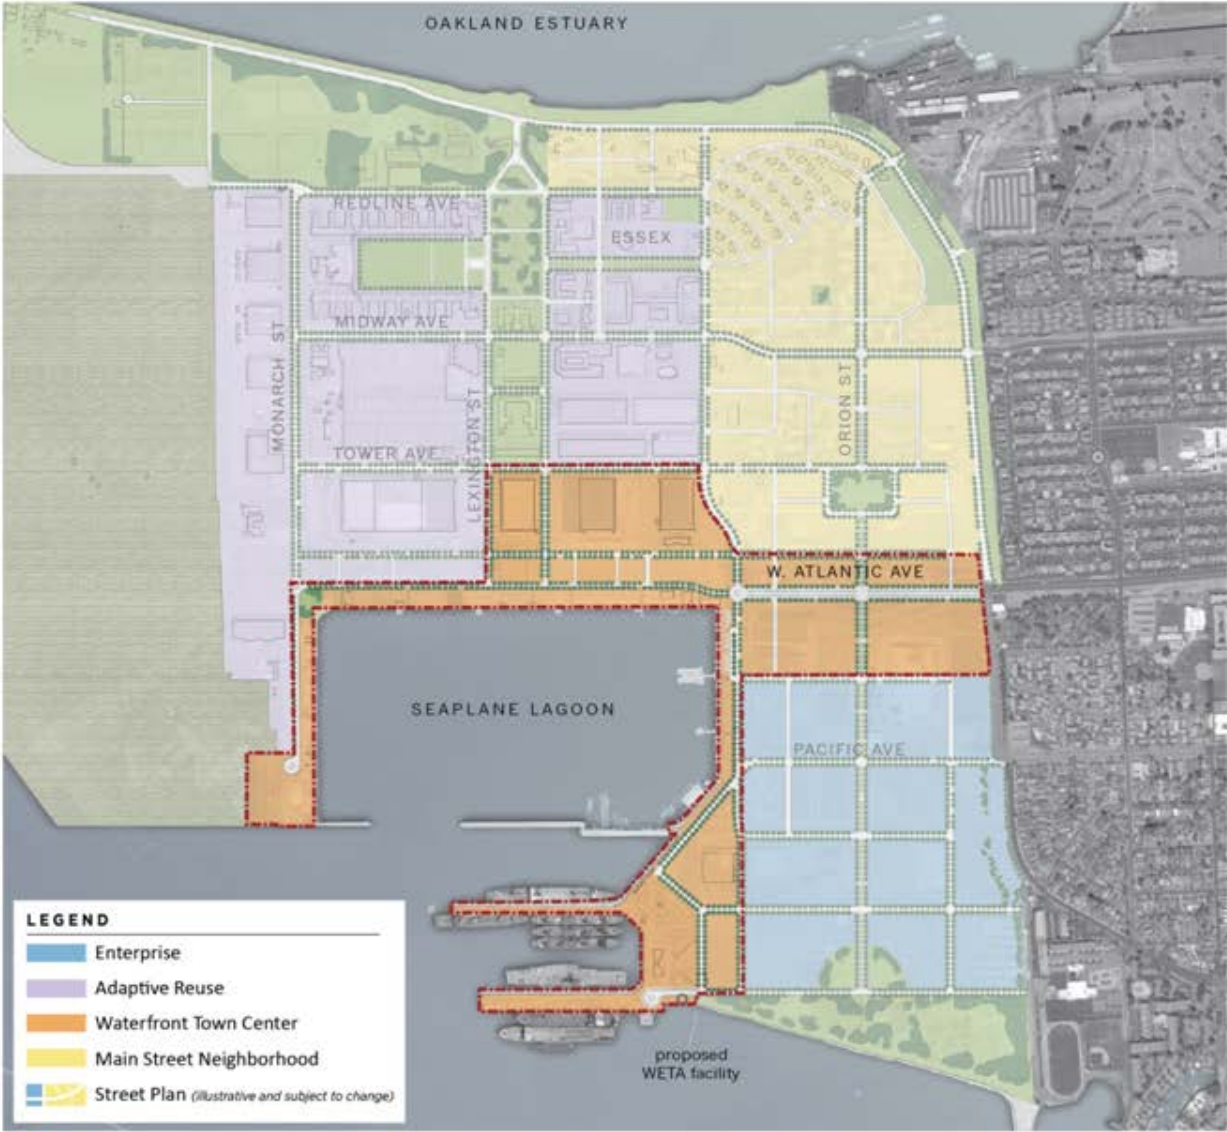 OAKLAND ESTUARY
REDLINE AVE
ESSEX
MIDWAY AVE
MONARCH ST
LEXINGTON ST
ORION ST
TOWER AVE
W. ATLANTIC AVE
SEAPLANE LAGOON
PACIFIC AVE
LEGEND
Enterprise
Adaptive Reuse
Waterfront Town Center
Main Street Neighborhood
Street Plan (illustrative and subject to change)
proposed
WETA facility